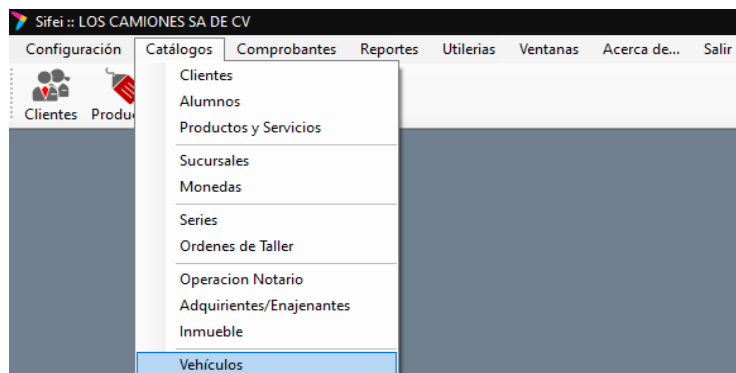 Sifei :: LOS CAMIONES SA DE CV
Configuración Catálogos Comprobantes Reportes Utilerias Ventanas Acerca de... Salir
Clientes Produc
Clientes
Alumnos
Productos y Servicios
Sucursales
Monedas
Series
Ordenes de Taller
Operacion Notario
Adquirientes/Enajenantes
Inmueble
Vehículos